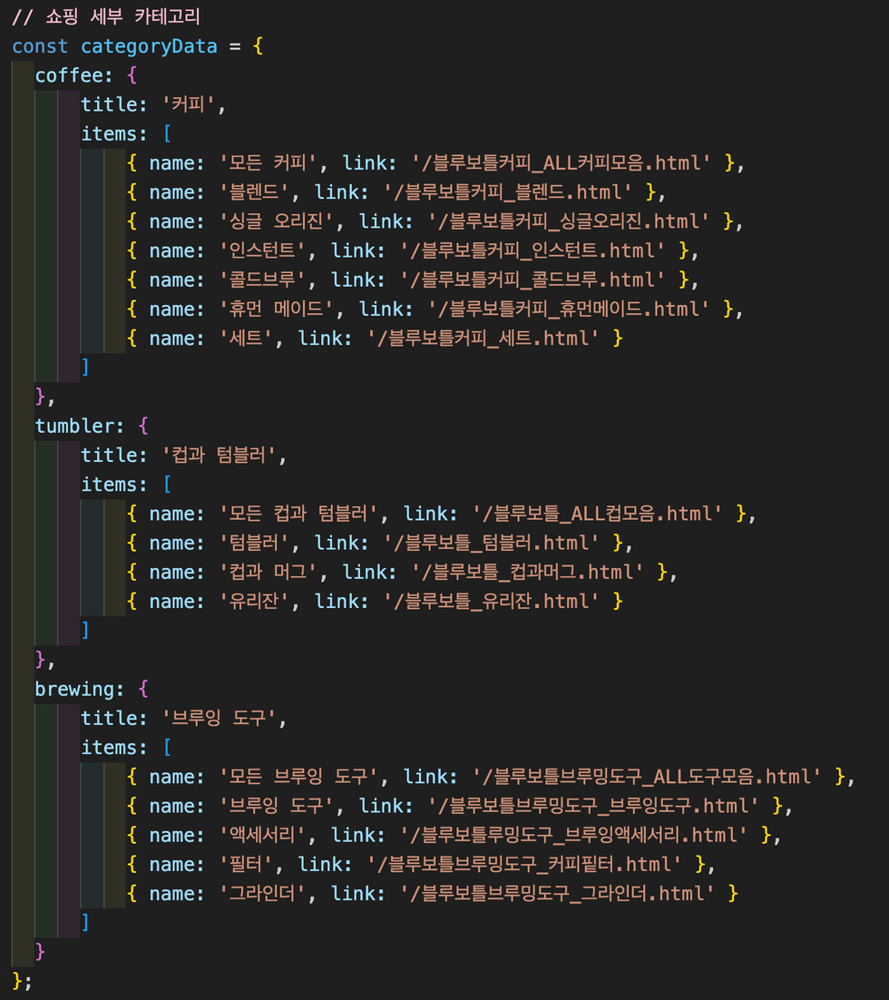 // 쇼핑 세부 카테고리
const categoryData = {
coffee: {
title: '커피',
items: [
{ name: '모든 커피', link: '/블루보틀커피_ALL커피모음.html' },
{ name: '블렌드', link: '/블루보틀커피_블렌드.html' },
{ name: '싱글 오리진', link: '/블루보틀커피_싱글오리진.html' },
{ name: '인스턴트', link: '/블루보틀커피_인스턴트.html' },
{ name: '콜드브루', link: '/블루보틀커피_콜드브루.html' },
{ name: '휴먼 메이드', link: '/블루보틀커피_휴먼메이드.html' },
{ name: '세트', link: '/블루보틀커피_세트.html' }
]
},
tumbler: {
title: '컵과 텀블러',
items: [
{ name: '모든 컵과 텀블러', link: '/블루보틀_ALL컵모음.html' },
{ name: '텀블러', link: '/블루보틀_텀블러.html' },
{ name: '컵과 머그', link: '/블루보틀_컵과머그.html' },
{ name: '유리잔', link: '/블루보틀_유리잔.html' }
]
},
brewing: {
title: '브루잉 도구',
items: [
{ name: '모든 브루잉 도구', link: '/블루보틀브루밍도구_ALL도구모음.html' },
{ name: '브루잉 도구', link: '/블루보틀브루밍도구_브루잉도구.html' },
{ name: '액세서리', link: '/블루보틀루밍도구_브루잉액세서리.html' },
{ name: '필터', link: '/블루보틀브루밍도구_커피핕터.html' },
{ name: '그라인더', link: '/블루보틀브루밍도구_그라인더.html' }
]
}
};